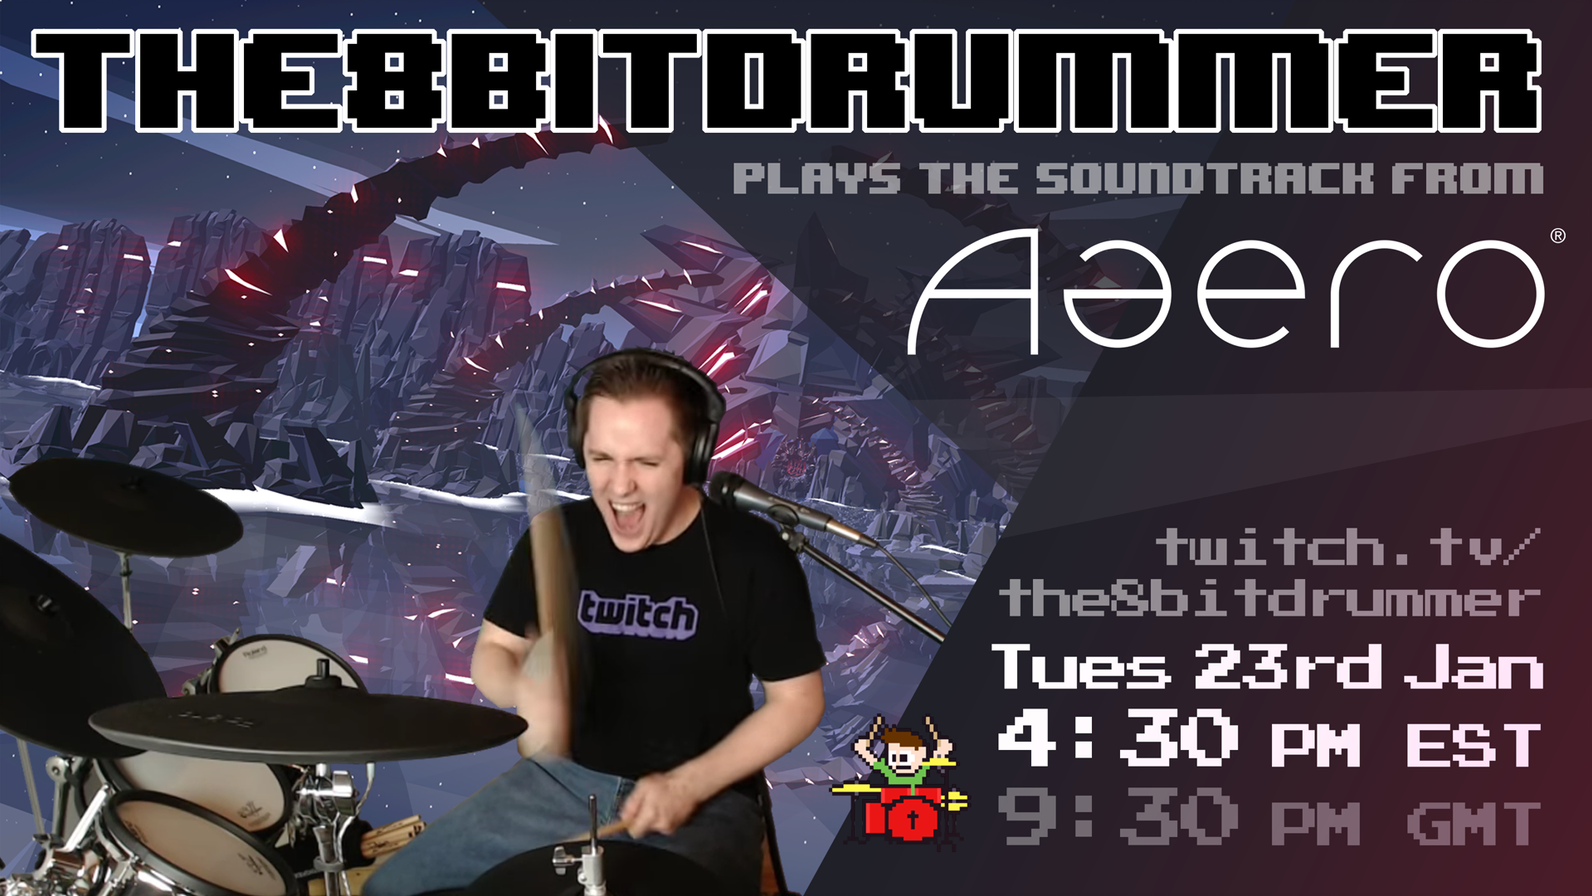 THE8BITDRUMMER
PLAYS THE SOUNDTRACK FROM
Aaero®
twitch
twitch.tv/
the8bitdrummer
Tues 23rd Jan
4:30 PM EST
9:30 PM GMT
Roland